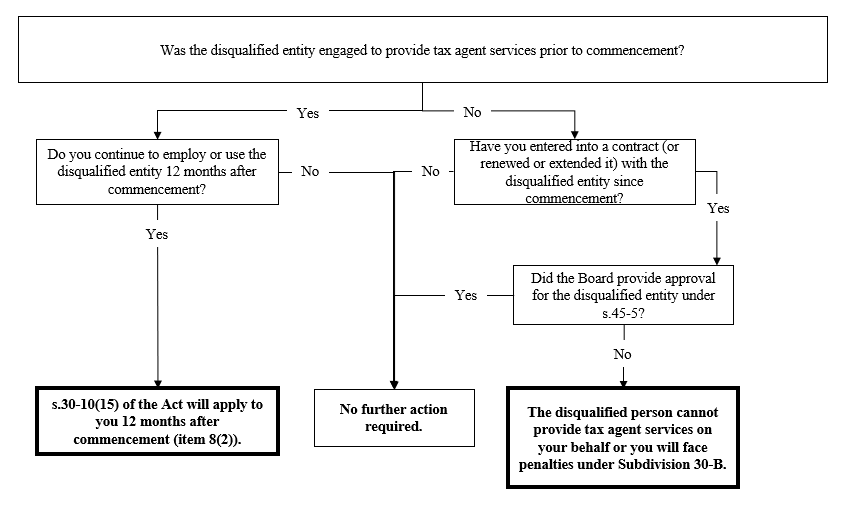 Was the disqualified entity engaged to provide tax agent services prior to commencement?
Yes
No
Do you continue to employ or use the
disqualified entity 12 months after
commencement?
No
No
Have you entered into a contract (or
renewed or extended it) with the
disqualified entity since
commencement?
Yes
Yes
Did the Board provide approval
for the disqualified entity under
s.45-5?
Yes
No
s.30-10(15) of the Act will apply to
you 12 months after
commencement (item 8(2)).
No further action
required.
The disqualified person cannot
provide tax agent services on
your behalf or you will face
penalties under Subdivision 30-B.